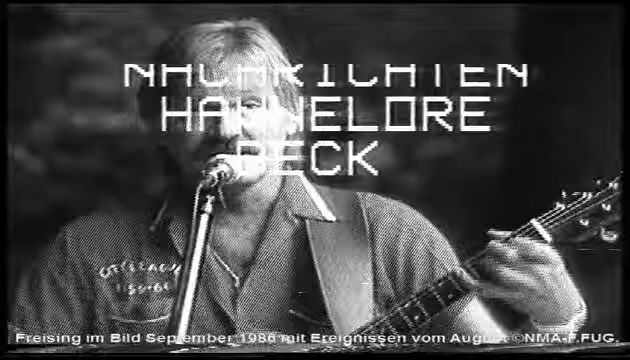 NACHRICHTEN
HANNELORE
BECK
Freising im Bild September 1986 mit Ereignissen vom August ©NMA-F.FUG.